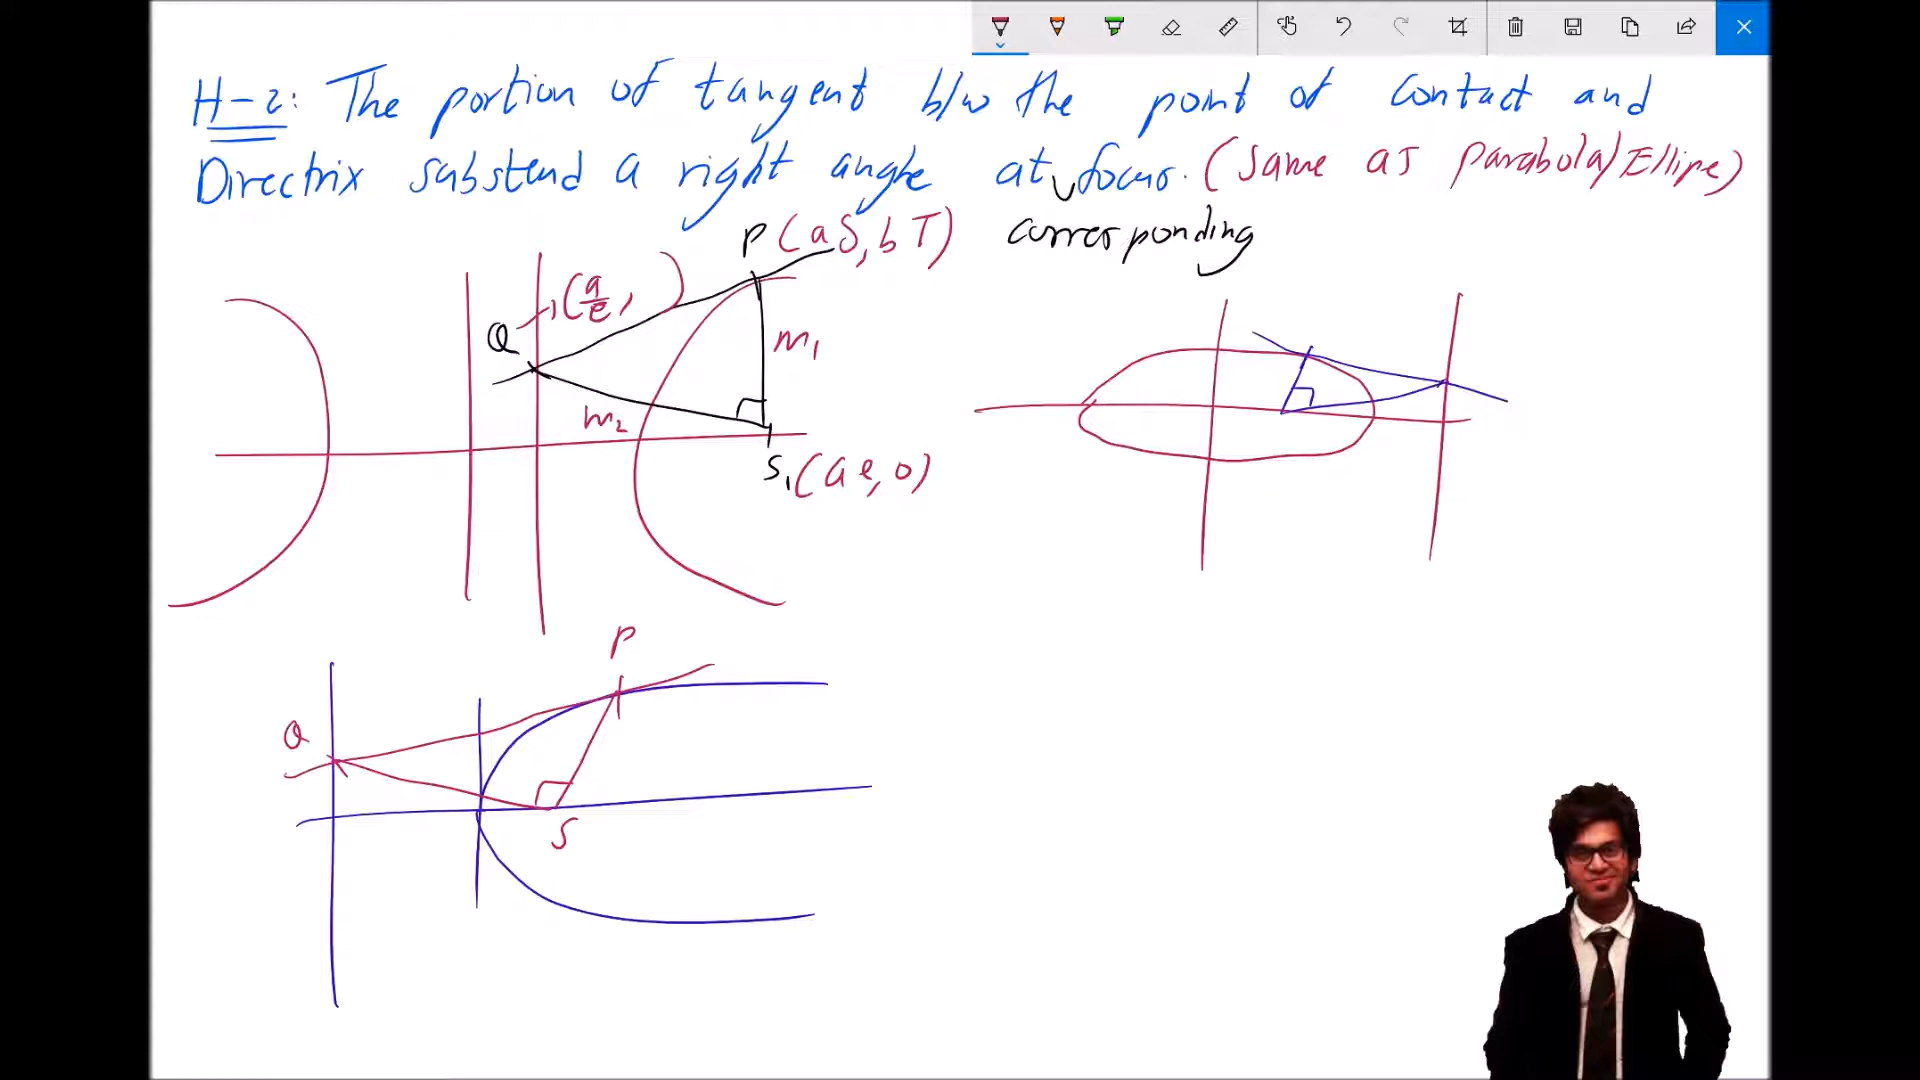 H-2: The portion of tangent b/w the point of contact and
Directrix substend a right angle at focus. (same as parabola/Ellipe)
corresponding
P(aS, bT)
(a/e, )
Q
m1
m2
S1(ae, 0)
P
Q
S